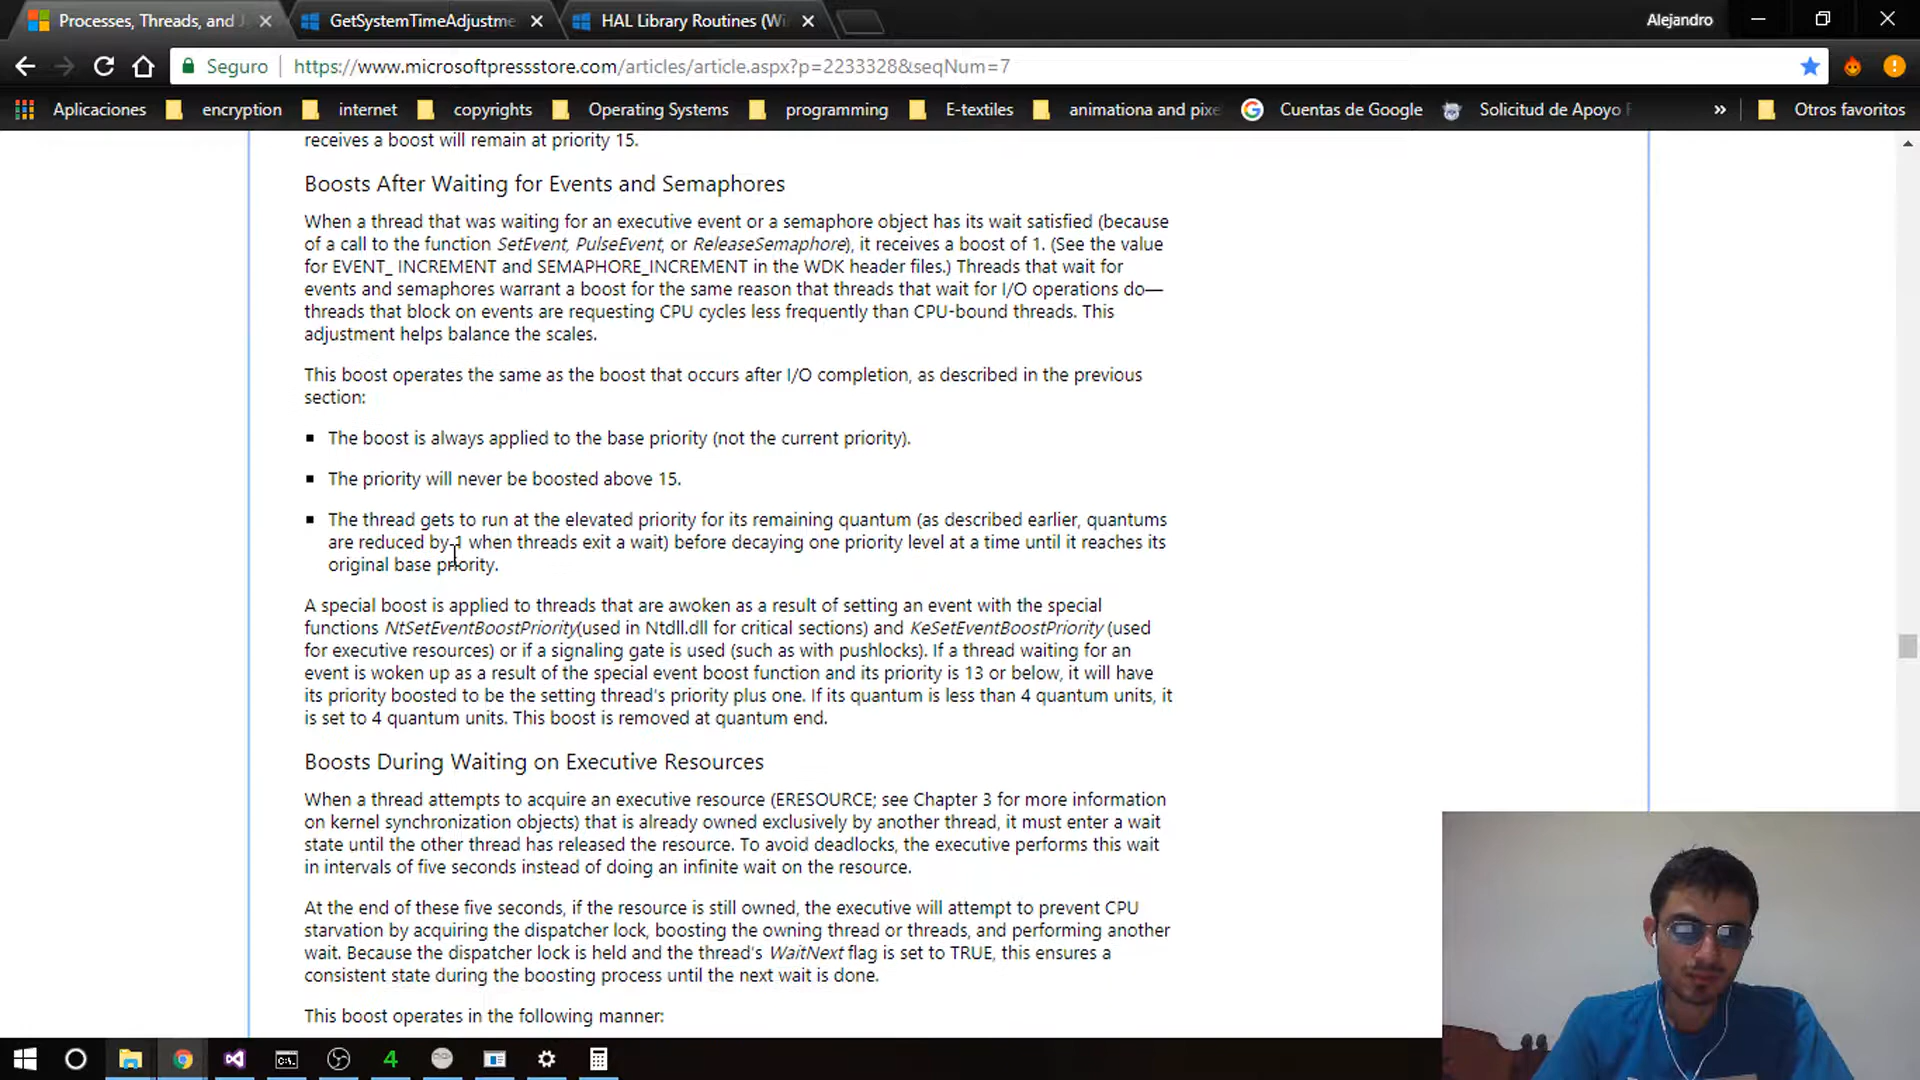 Processes, Threads, and J
GetSystemTimeAdjustme
HAL Library Routines (Wi
Alejandro
Seguro
https://www.microsoftpressstore.com/articles/article.aspx?p=2233328&seqNum=7
Aplicaciones
encryption
internet
copyrights
Operating Systems
programming
E-textiles
animationa and pixe
Cuentas de Google
Solicitud de Apoyo
»
Otros favoritos
receives a boost will remain at priority 15.
Boosts After Waiting for Events and Semaphores
When a thread that was waiting for an executive event or a semaphore object has its wait satisfied (because
of a call to the function SetEvent, PulseEvent, or ReleaseSemaphore), it receives a boost of 1. (See the value
for EVENT_ INCREMENT and SEMAPHORE_INCREMENT in the WDK header files.) Threads that wait for
events and semaphores warrant a boost for the same reason that threads that wait for I/O operations do—
threads that block on events are requesting CPU cycles less frequently than CPU-bound threads. This
adjustment helps balance the scales.
This boost operates the same as the boost that occurs after I/O completion, as described in the previous
section:
▪ The boost is always applied to the base priority (not the current priority).
▪ The priority will never be boosted above 15.
▪ The thread gets to run at the elevated priority for its remaining quantum (as described earlier, quantums
are reduced by 1 when threads exit a wait) before decaying one priority level at a time until it reaches its
original base priority.
A special boost is applied to threads that are awoken as a result of setting an event with the special
functions NtSetEventBoostPriority(used in Ntdll.dll for critical sections) and KeSetEventBoostPriority (used
for executive resources) or if a signaling gate is used (such as with pushlocks). If a thread waiting for an
event is woken up as a result of the special event boost function and its priority is 13 or below, it will have
its priority boosted to be the setting thread's priority plus one. If its quantum is less than 4 quantum units, it
is set to 4 quantum units. This boost is removed at quantum end.
Boosts During Waiting on Executive Resources
When a thread attempts to acquire an executive resource (ERESOURCE; see Chapter 3 for more information
on kernel synchronization objects) that is already owned exclusively by another thread, it must enter a wait
state until the other thread has released the resource. To avoid deadlocks, the executive performs this wait
in intervals of five seconds instead of doing an infinite wait on the resource.
At the end of these five seconds, if the resource is still owned, the executive will attempt to prevent CPU
starvation by acquiring the dispatcher lock, boosting the owning thread or threads, and performing another
wait. Because the dispatcher lock is held and the thread's WaitNext flag is set to TRUE, this ensures a
consistent state during the boosting process until the next wait is done.
This boost operates in the following manner:
4